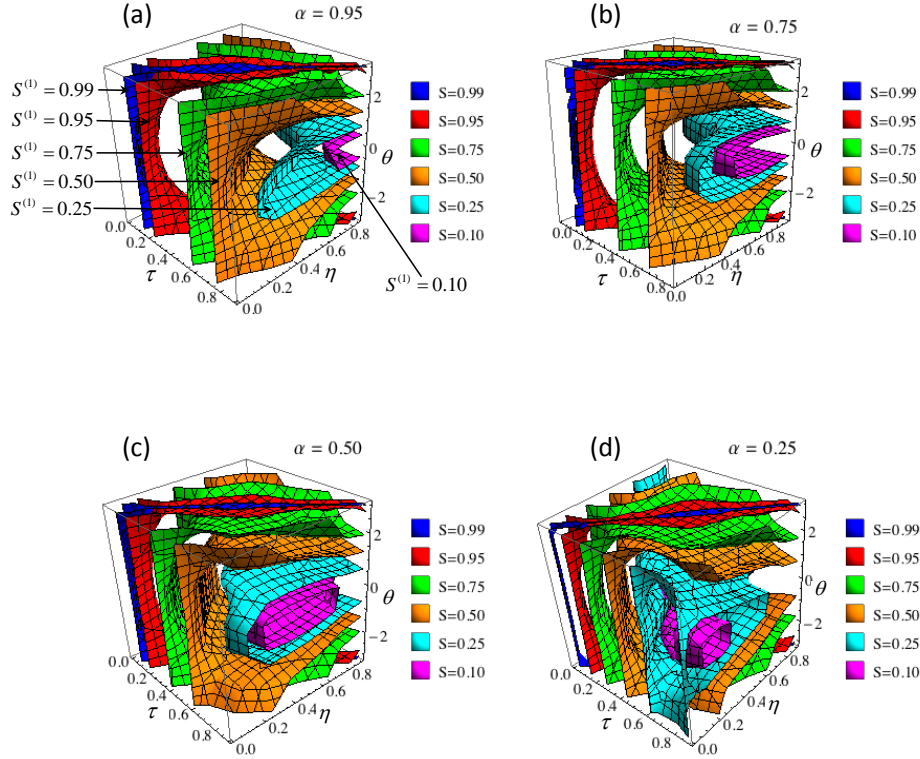 (a)
α = 0.95
S⁽¹⁾ = 0.99
S⁽¹⁾ = 0.95
S⁽¹⁾ = 0.75
S⁽¹⁾ = 0.50
S⁽¹⁾ = 0.25
S⁽¹⁾ = 0.10
0.0
0.2
0.4
0.6
0.8
τ
0.0
0.2
0.4
0.6
0.8
η
2
0
−2
θ
S=0.99
S=0.95
S=0.75
S=0.50
S=0.25
S=0.10
(b)
α = 0.75
0.0
0.2
0.4
0.6
0.8
τ
0.0
0.2
0.4
0.6
0.8
η
2
0
−2
θ
S=0.99
S=0.95
S=0.75
S=0.50
S=0.25
S=0.10
(c)
α = 0.50
0.0
0.2
0.4
0.6
0.8
τ
0.0
0.2
0.4
0.6
0.8
η
2
0
−2
θ
S=0.99
S=0.95
S=0.75
S=0.50
S=0.25
S=0.10
(d)
α = 0.25
0.0
0.2
0.4
0.6
0.8
τ
0.0
0.2
0.4
0.6
0.8
η
2
0
−2
θ
S=0.99
S=0.95
S=0.75
S=0.50
S=0.25
S=0.10